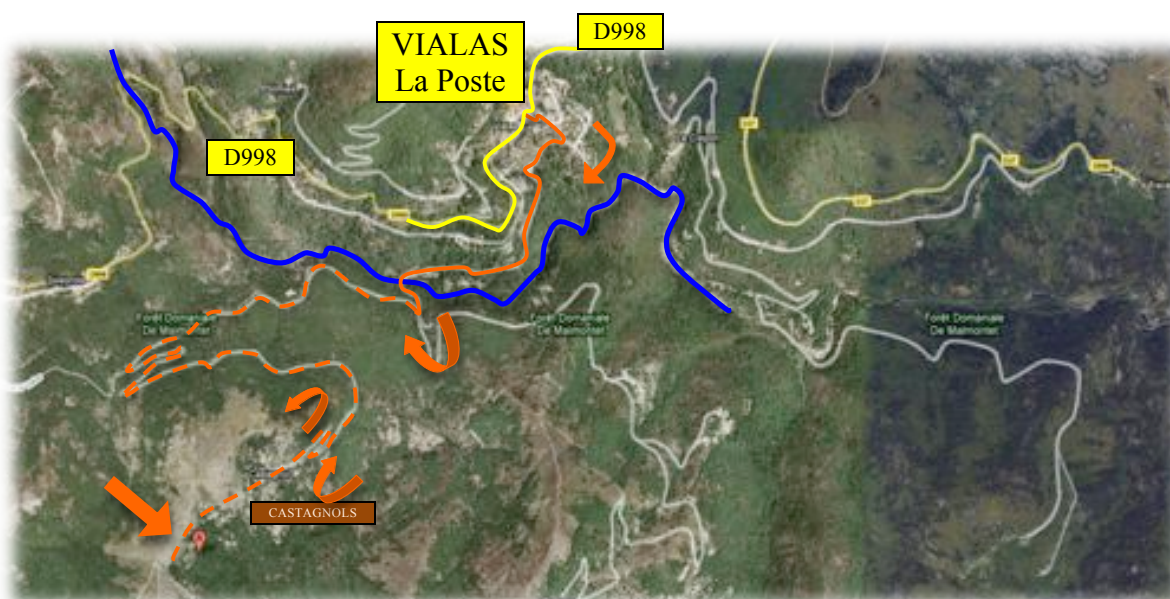 D998
VIALAS
La Poste
D998
Forêt Domaniale
De Malmontet
Forêt Domaniale
De Malmontet
Forêt Domaniale
De Malmontet
CASTAGNOLS